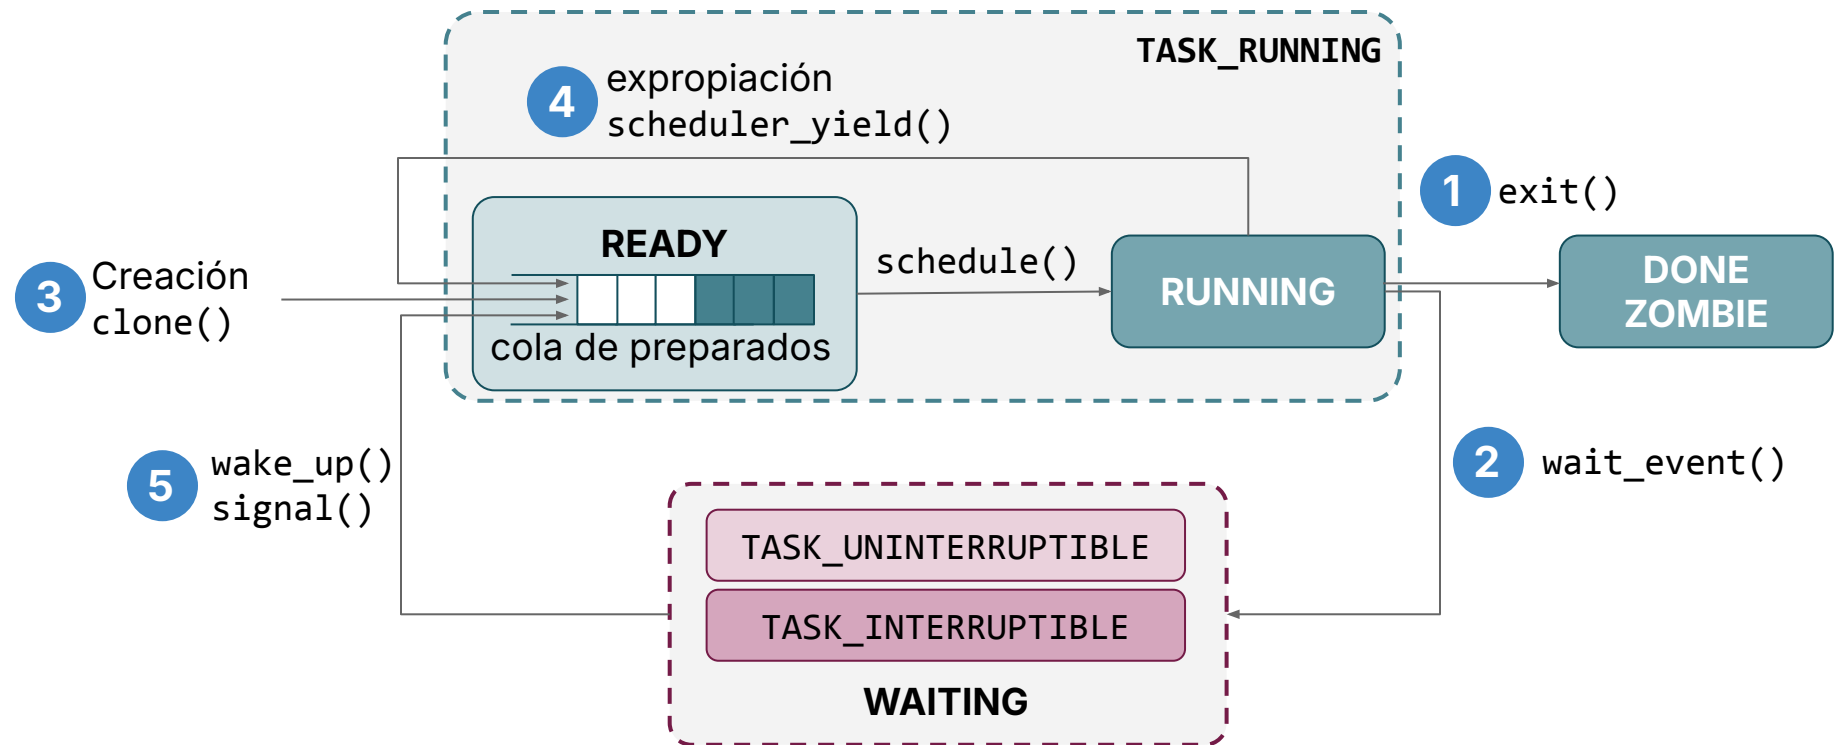 TASK_RUNNING
4
expropiación
scheduler_yield()
1
exit()
READY
schedule()
RUNNING
DONE
ZOMBIE
3
Creación
clone()
cola de preparados
5
wake_up()
signal()
2
wait_event()
TASK_UNINTERRUPTIBLE
TASK_INTERRUPTIBLE
WAITING